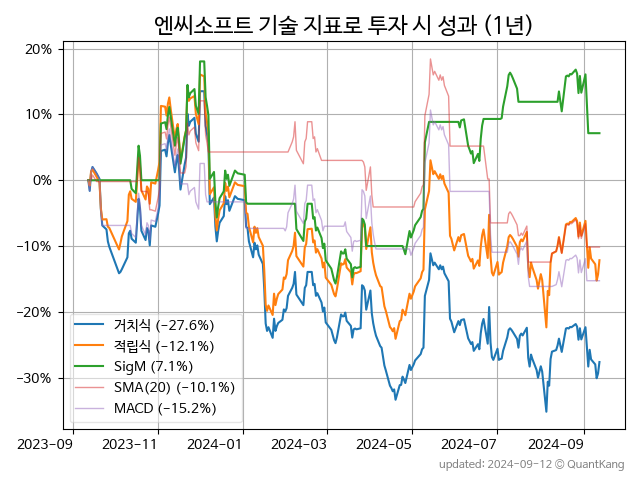 엔씨소프트 기술 지표로 투자 시 성과 (1년)
20%
10%
0%
−10%
−20%
−30%
거치식 (−27.6%)
적립식 (−12.1%)
SigM (7.1%)
SMA(20) (−10.1%)
MACD (−15.2%)
2023-09 2023-11 2024-01 2024-03 2024-05 2024-07 2024-09
updated: 2024-09-12 © QuantKang